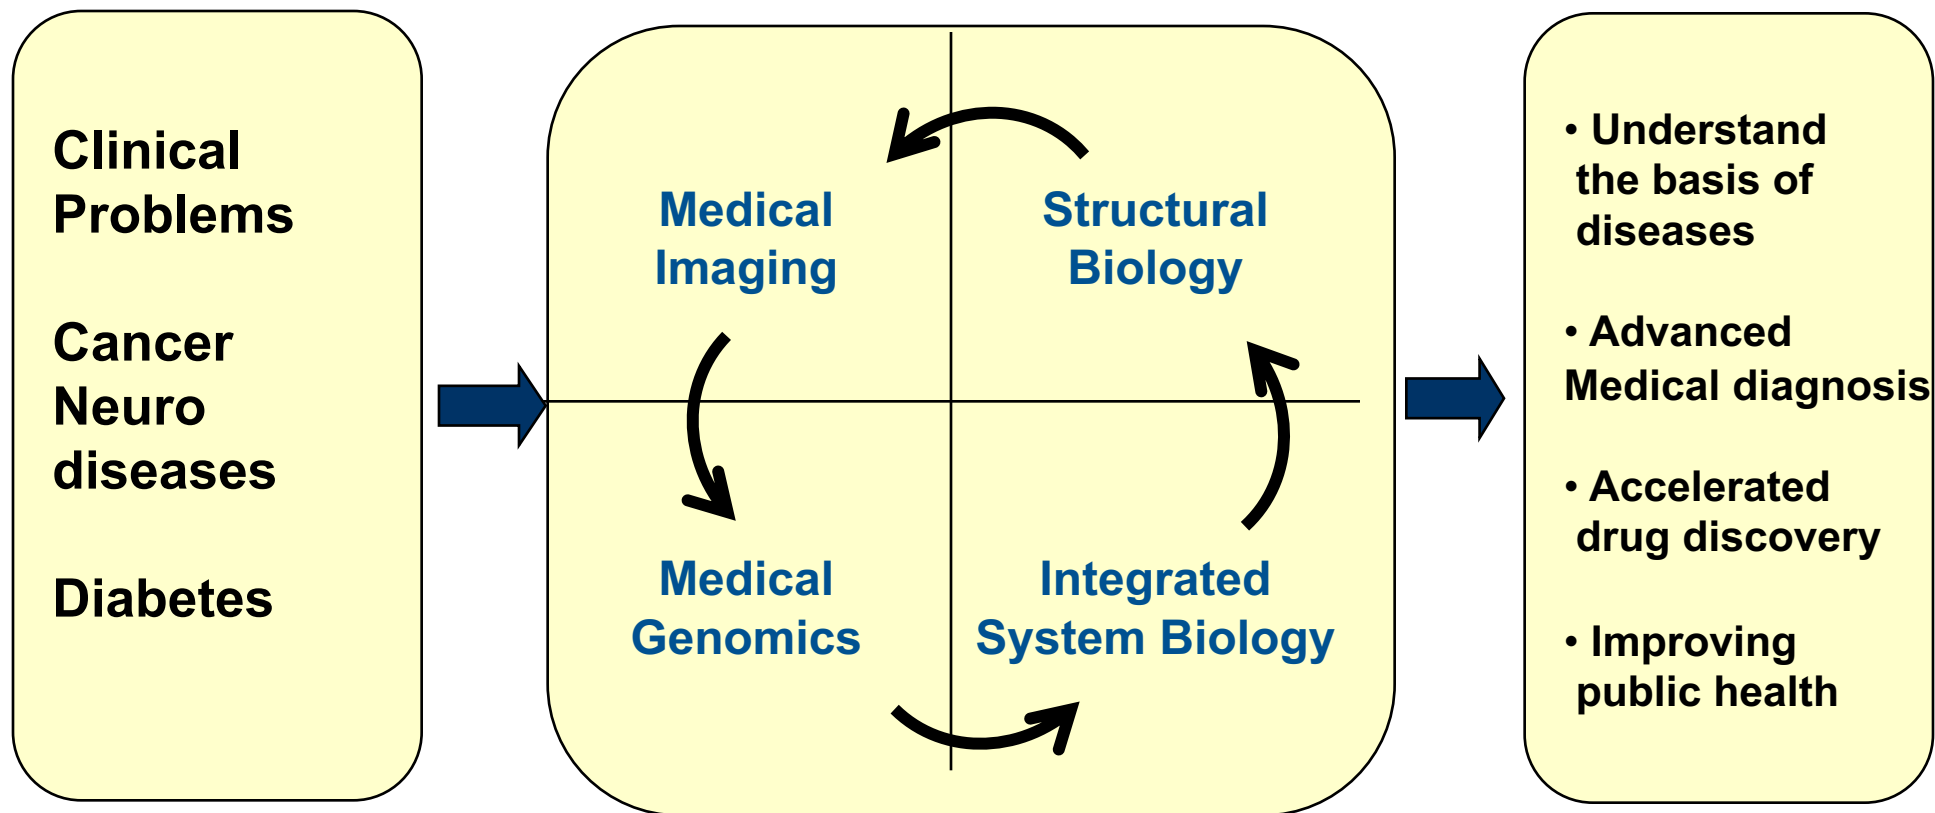 Clinical
Problems
Cancer
Neuro
diseases
Diabetes
Medical
Imaging
Structural
Biology
Medical
Genomics
Integrated
System Biology
• Understand
the basis of
diseases
• Advanced
Medical diagnosis
• Accelerated
drug discovery
• Improving
public health